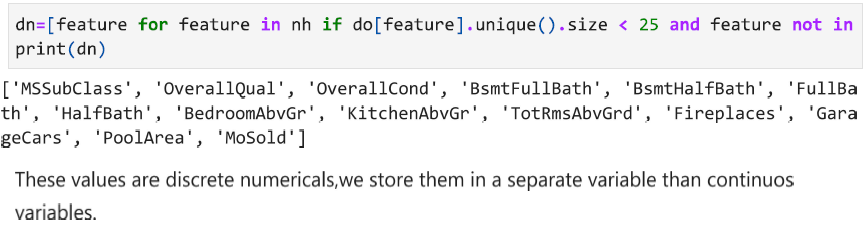 dn=[feature for feature in nh if do[feature].unique().size < 25 and feature not in
print(dn)
['MSSubClass', 'OverallQual', 'OverallCond', 'BsmtFullBath', 'BsmtHalfBath', 'FullBa
th', 'HalfBath', 'BedroomAbvGr', 'KitchenAbvGr', 'TotRmsAbvGrd', 'Fireplaces', 'Gara
geCars', 'PoolArea', 'MoSold']
These values are discrete numericals,we store them in a separate variable than continuos
variables.